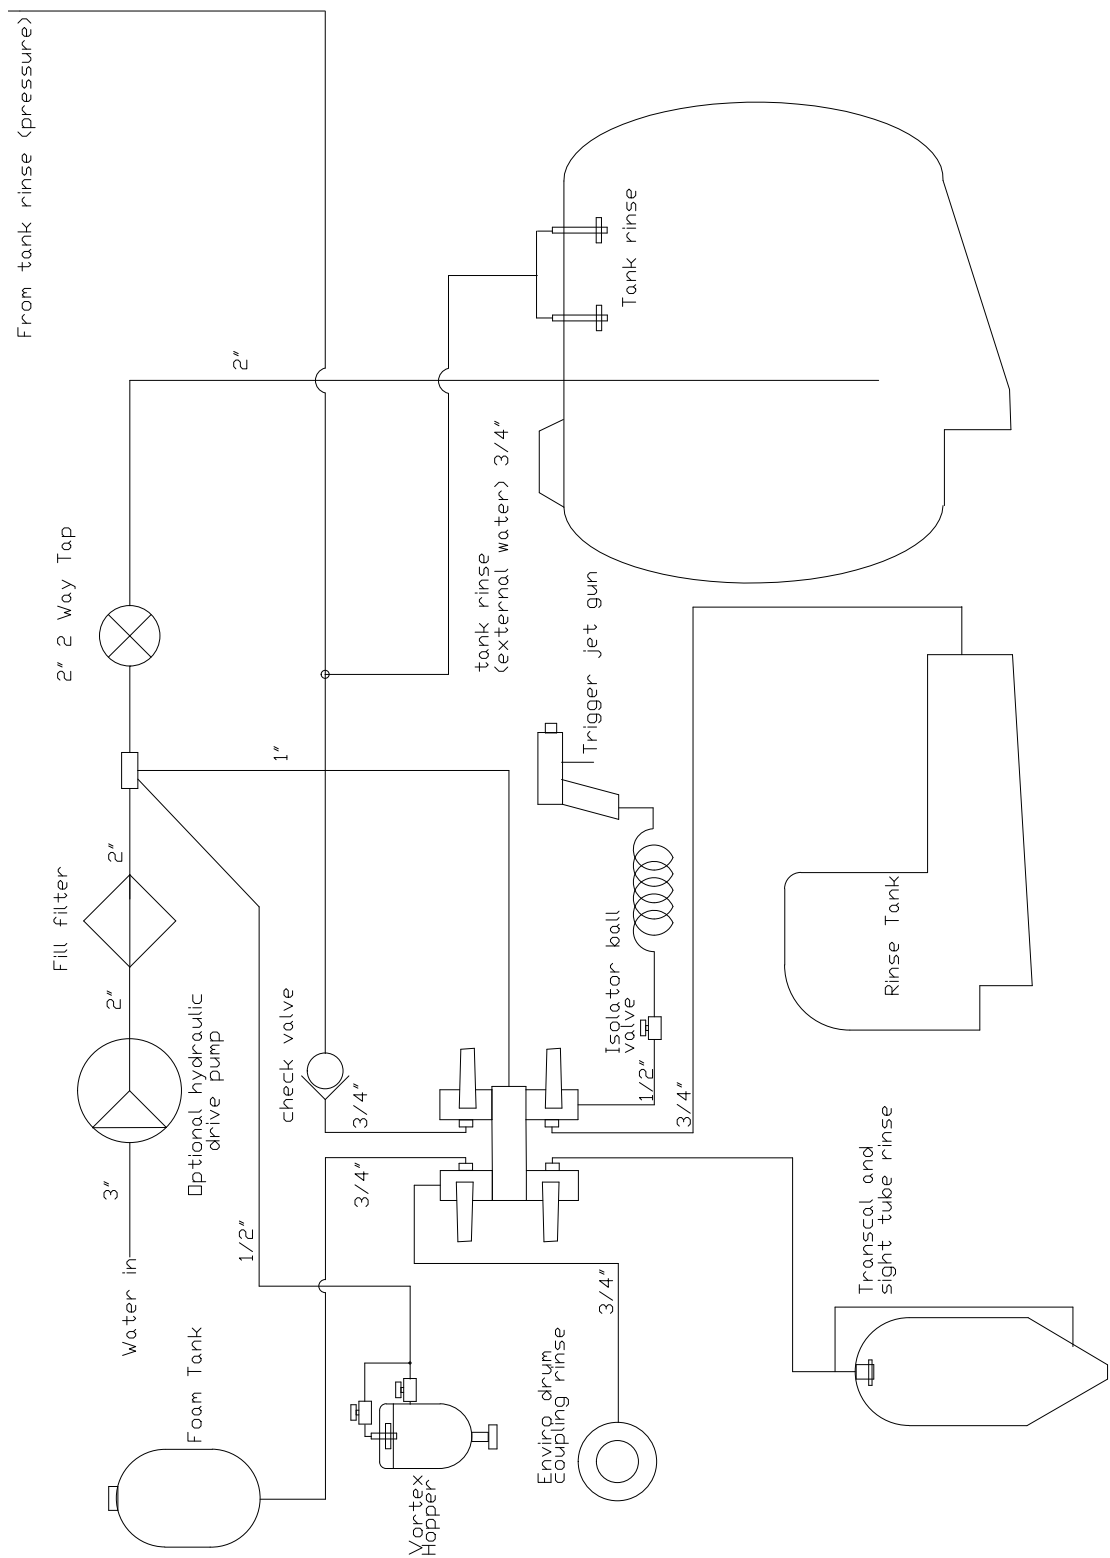 Water in
3"
Optional hydraulic
drive pump
2"
Fill filter
2"
2" 2 Way Tap
2"
From tank rinse (pressure)
Foam Tank
1/2"
check valve
1"
3/4"
3/4"
tank rinse
(external water) 3/4"
Tank rinse
Vortex
Hopper
Enviro drum
coupling rinse
3/4"
Isolator ball
valve
1/2"
Trigger jet gun
3/4"
Transcal and
sight tube rinse
Rinse Tank